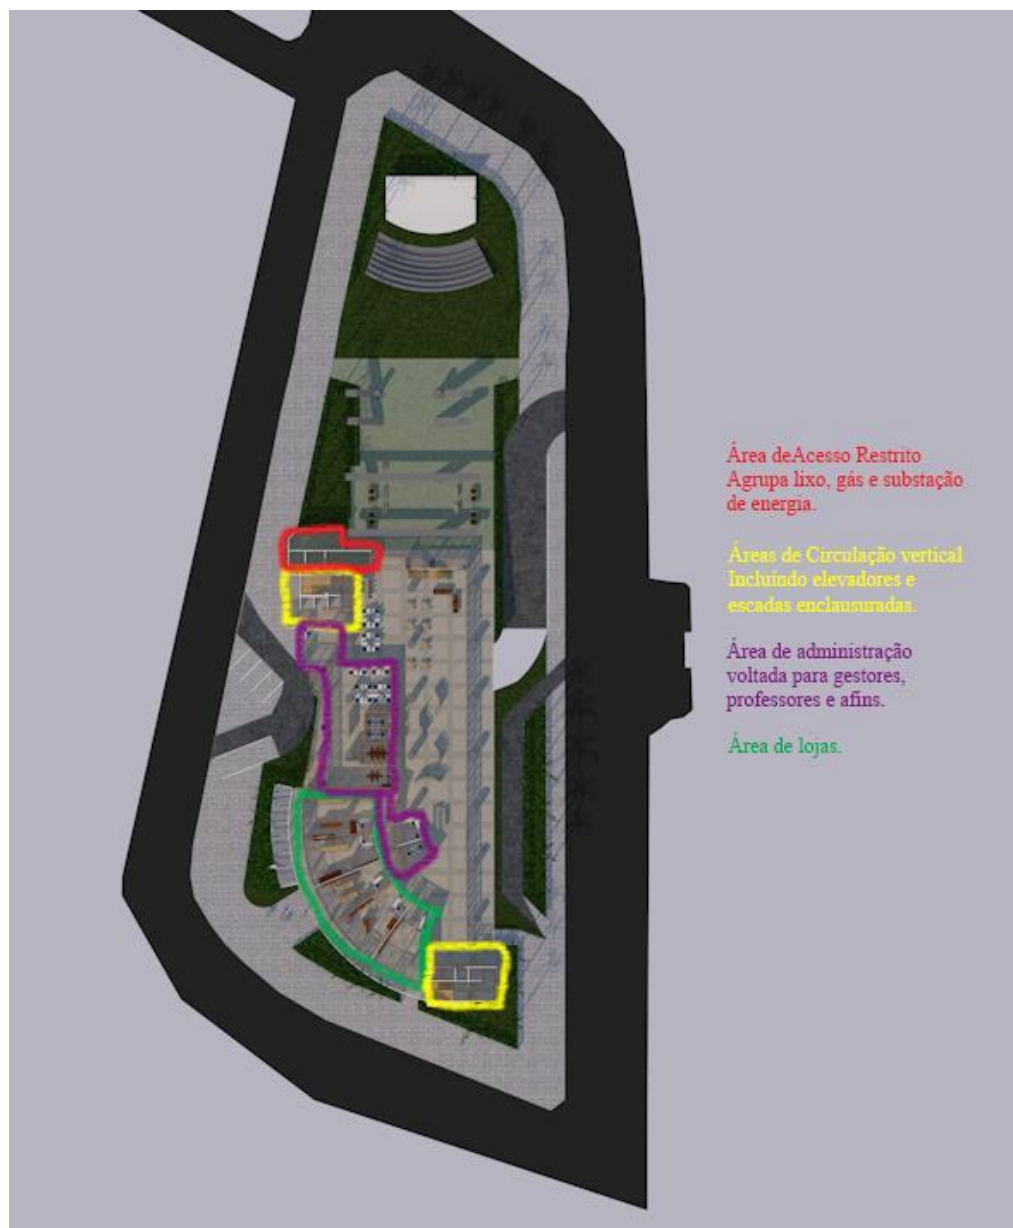 Área deAcesso Restrito
Agrupa lixo, gás e substação
de energia.
Áreas de Circulação vertical
Incluindo elevadores e
escadas enclausuradas.
Área de administração
voltada para gestores,
professores e afins.
Área de lojas.